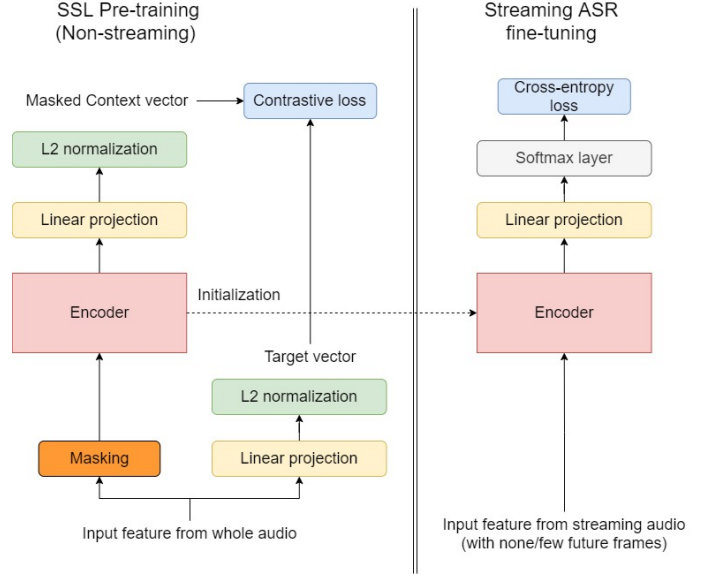 SSL Pre-training
(Non-streaming)
Masked Context vector
Contrastive loss
L2 normalization
Linear projection
Encoder
Initialization
Target vector
L2 normalization
Masking
Linear projection
Input feature from whole audio
Streaming ASR
fine-tuning
Cross-entropy
loss
Softmax layer
Linear projection
Encoder
Input feature from streaming audio
(with none/few future frames)